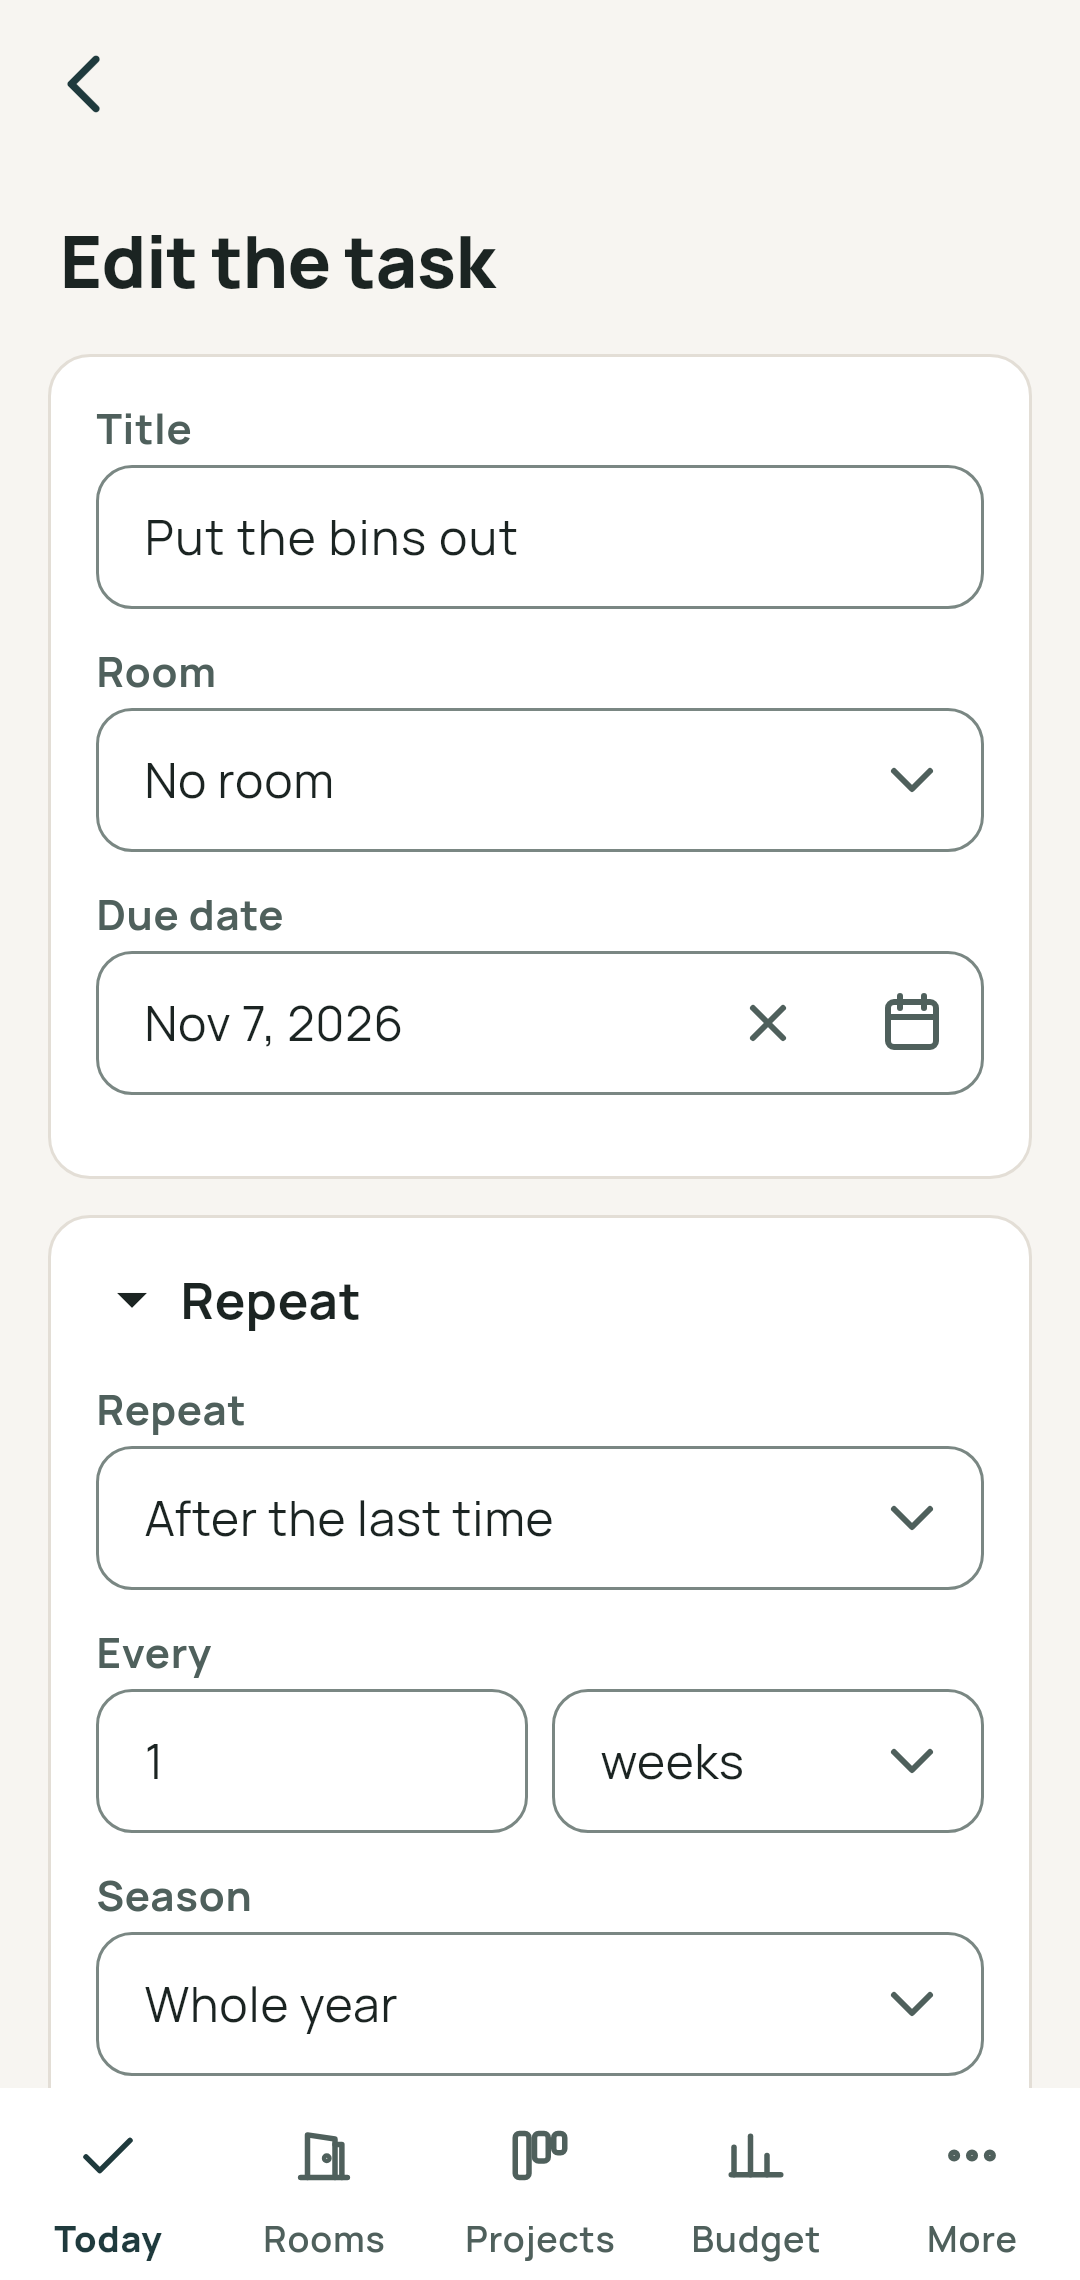 Edit the task
Title
Put the bins out
Room
No room
Due date
Nov 7, 2026
Repeat
Repeat
After the last time
Every
1 weeks
Season
Whole year
Today Rooms Projects Budget More